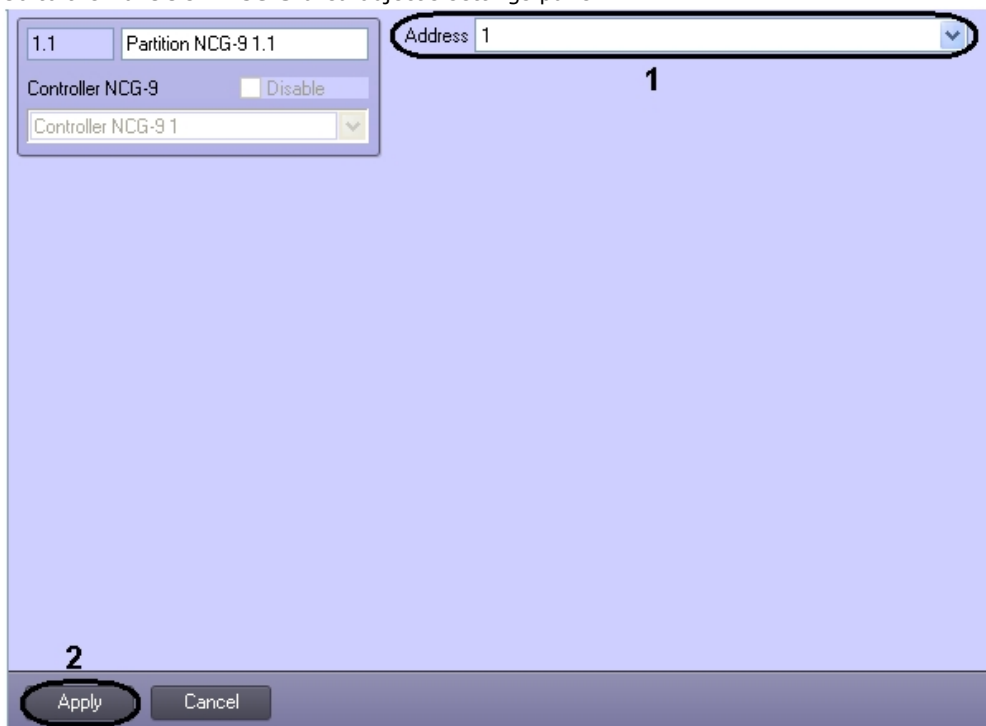 1.1 Partition NCG-9 1.1
Address 1
1
Controller NCG-9 Disable
Controller NCG-9 1
2
Apply Cancel